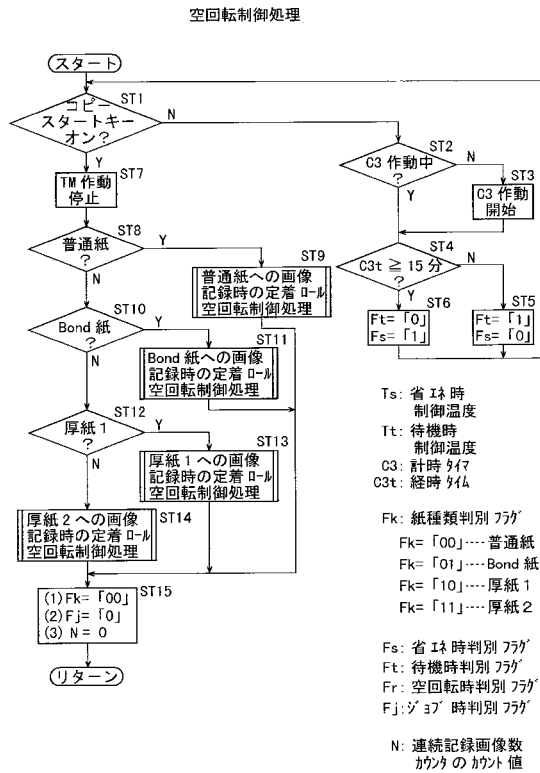 空回転制御処理
スタート
ST1
コピー
スタートキー
オン?
N
Y
ST2
C3 作動中
?
N
Y
ST3
C3 作動
開始
ST7
TM 作動
停止
ST4
C3t ≧ 15 分
?
N
Y
ST8
普通紙
?
Y
N
ST9
普通紙への画像
記録時の定着 ロール
空回転制御処理
ST6
Ft=「0」
Fs=「1」
ST5
Ft=「1」
Fs=「0」
ST10
Bond 紙
?
Y
N
ST11
Bond 紙への画像
記録時の定着 ロール
空回転制御処理
ST12
厚紙 1
?
Y
N
ST13
厚紙 1 への画像
記録時の定着 ロール
空回転制御処理
厚紙 2 への画像
記録時の定着 ロール
空回転制御処理
ST14
ST15
(1) Fk=「00」
(2) Fj=「0」
(3) N = 0
リターン
Ts: 省 エネ 時
制御温度
Tt: 待機時
制御温度
C3: 計時 タイマ
C3t: 経時 タイム
Fk: 紙種類判別 フラグ
Fk=「00」----普通紙
Fk=「01」----Bond 紙
Fk=「10」----厚紙 1
Fk=「11」----厚紙 2
Fs: 省 エネ 時判別 フラグ
Ft: 待機時判別 フラグ
Fr: 空回転時判別 フラグ
Fj: ジョブ 時判別 フラグ
N: 連続記録画像数
カウンタ の カウント 値